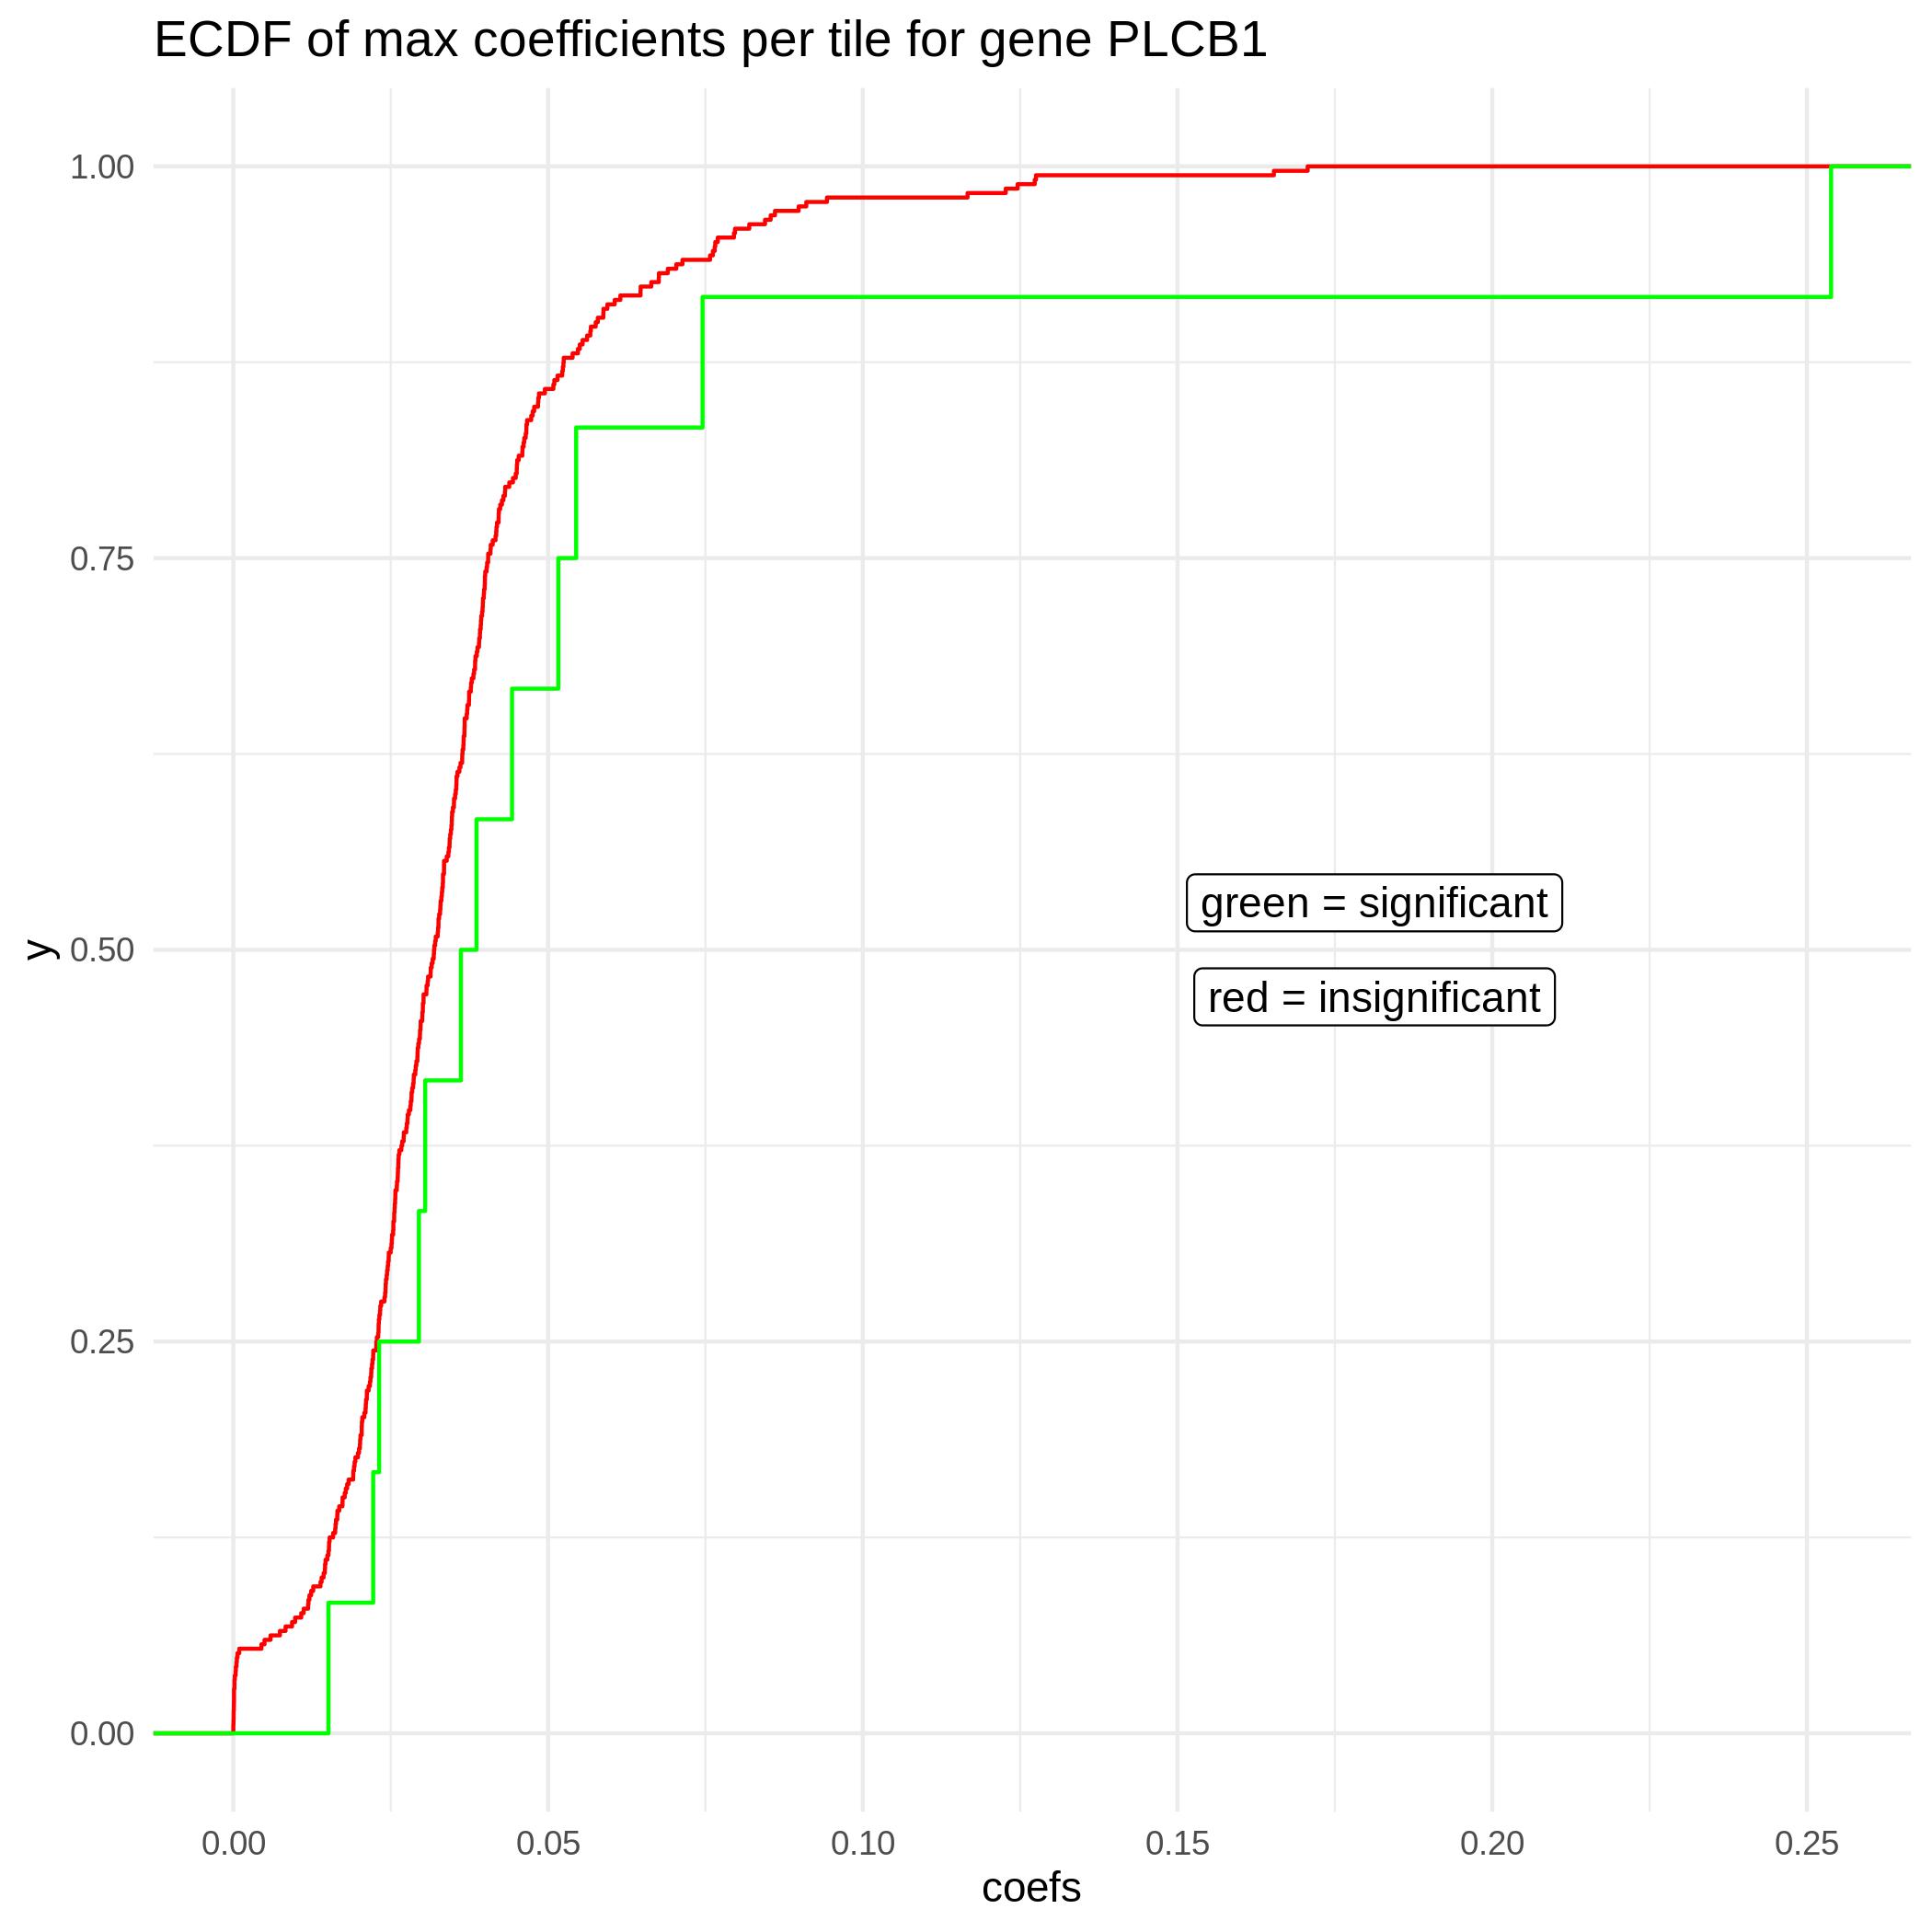 ECDF of max coefficients per tile for gene PLCB1
1.00
0.75
0.50
0.25
0.00
y
green = significant
red = insignificant
0.00 0.05 0.10 0.15 0.20 0.25
coefs